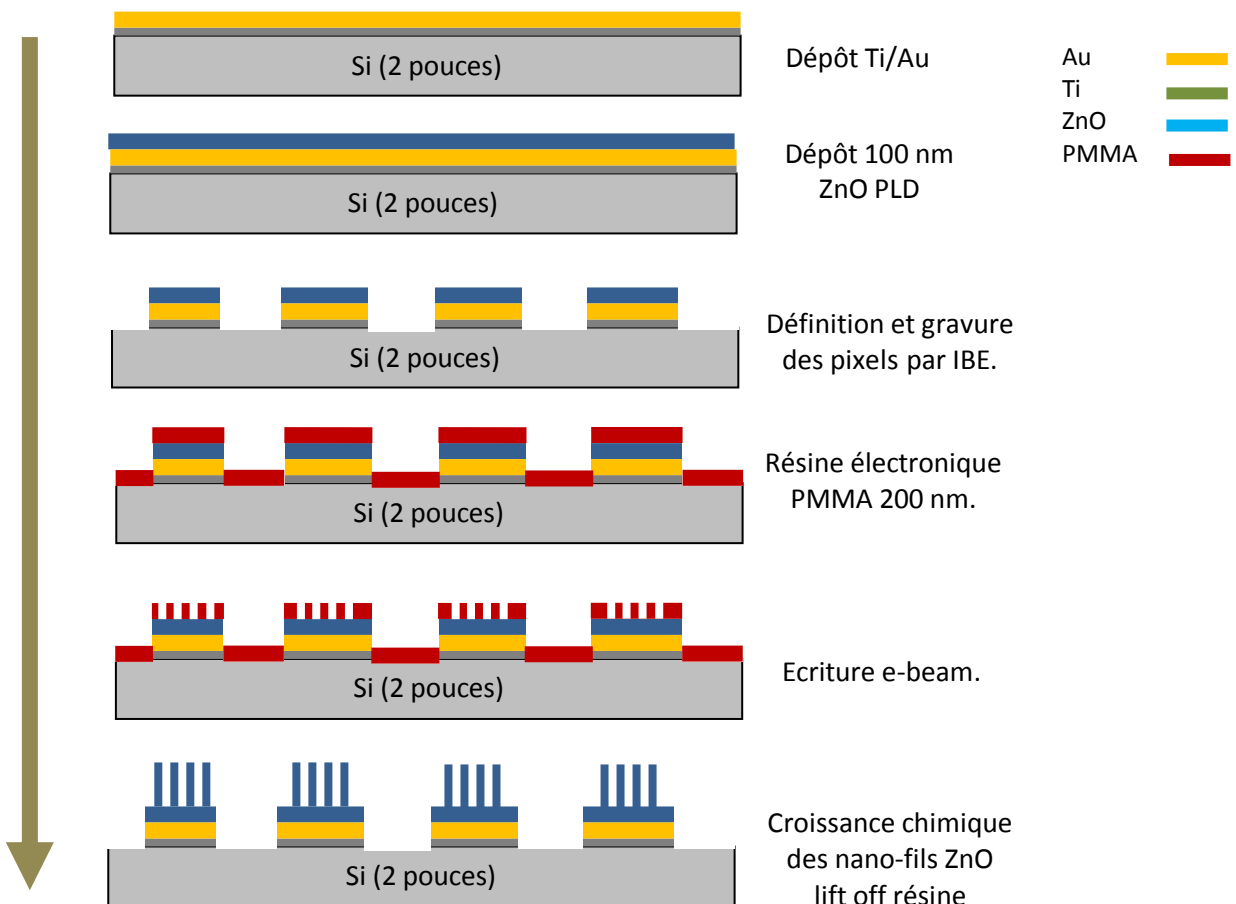 Si (2 pouces)
Dépôt Ti/Au
Au
Ti
ZnO
PMMA
Si (2 pouces)
Dépôt 100 nm
ZnO PLD
Si (2 pouces)
Définition et gravure
des pixels par IBE.
Si (2 pouces)
Résine électronique
PMMA 200 nm.
Si (2 pouces)
Ecriture e-beam.
Si (2 pouces)
Croissance chimique
des nano-fils ZnO
lift off résine